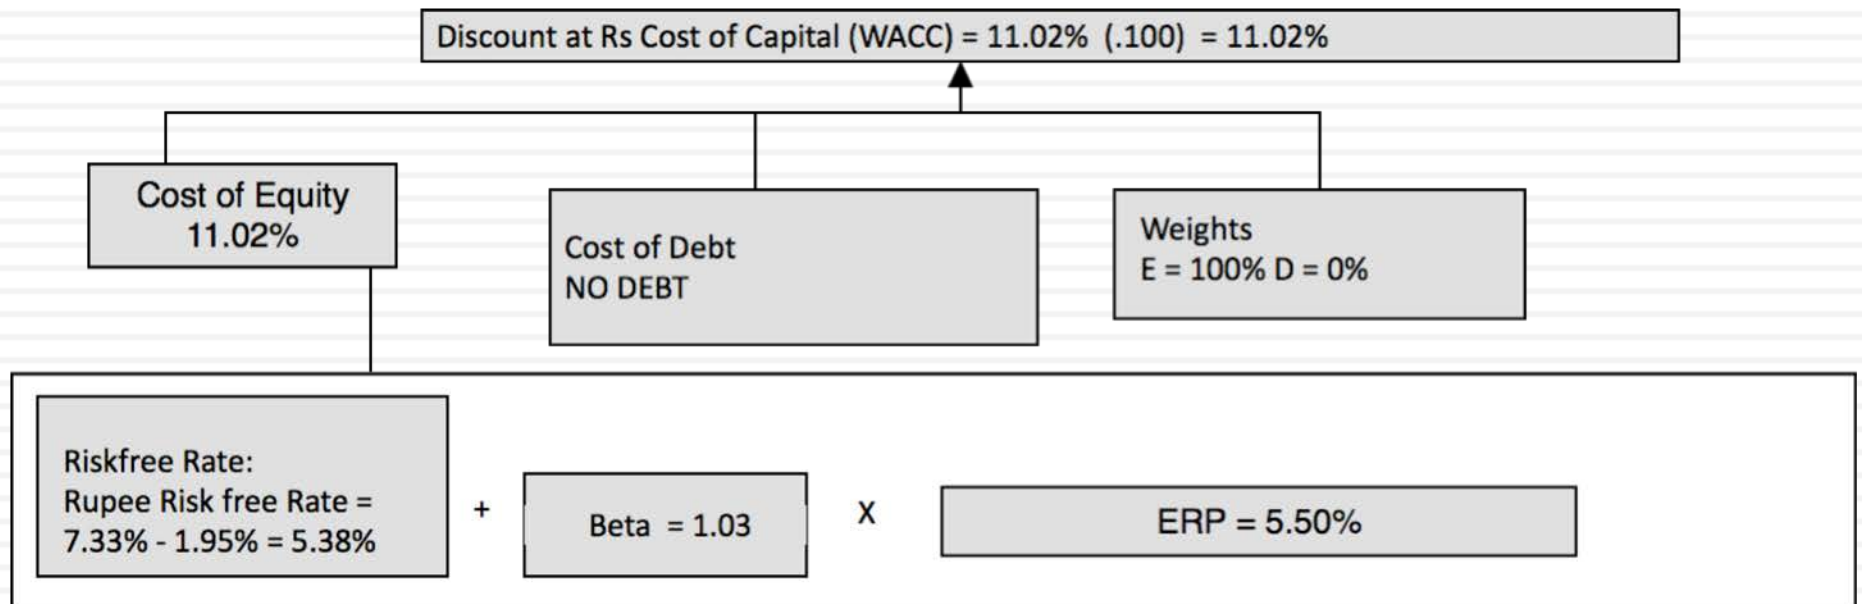 Discount at Rs Cost of Capital (WACC) = 11.02% (.100) = 11.02%
Cost of Equity
11.02%
Cost of Debt
NO DEBT
Weights
E = 100% D = 0%
Riskfree Rate:
Rupee Risk free Rate =
7.33% - 1.95% = 5.38%
+
Beta = 1.03
X
ERP = 5.50%